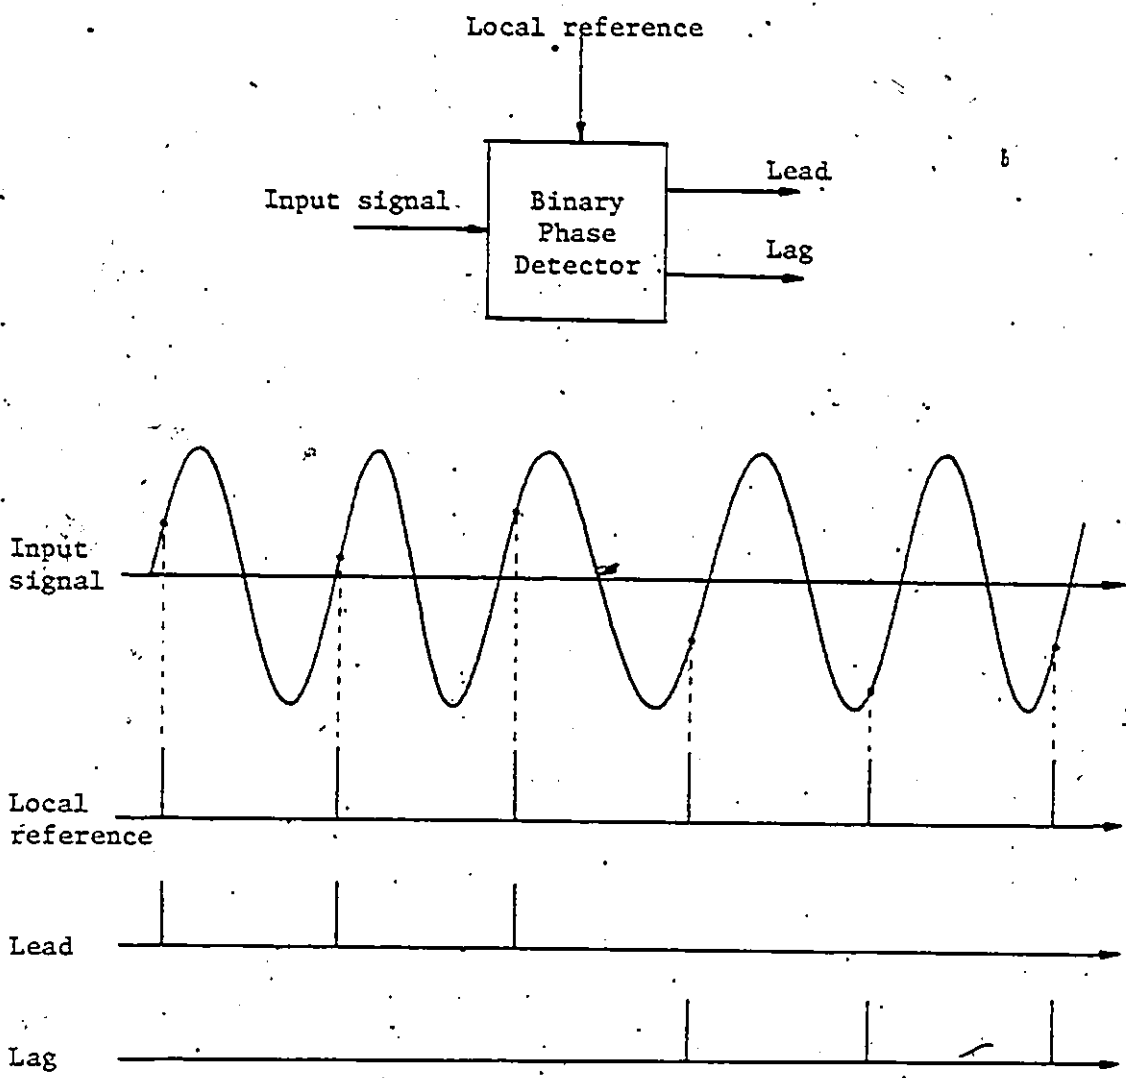 Local reference
Lead
Input signal
Binary
Phase
Detector
Lag
Input
signal
Local
reference
Lead
Lag